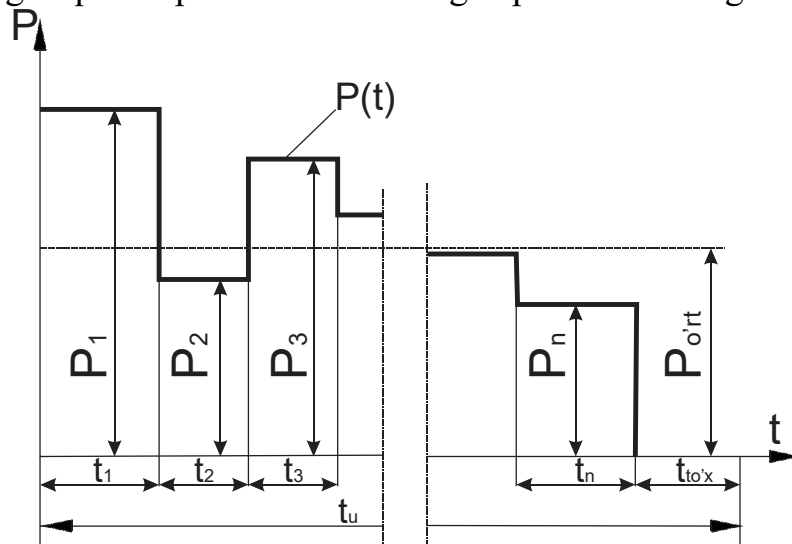 P
P(t)
P₁
P₂
P₃
Pₙ
Po'rt
t
t₁ t₂ t₃ tₙ tto'x
tu